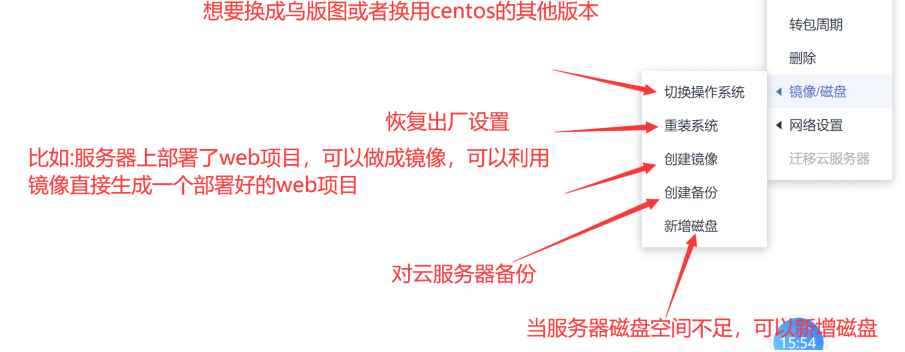 想要换成乌版图或者换用centos的其他版本
转包周期
删除
切换操作系统
镜像/磁盘
恢复出厂设置
重装系统
网络设置
比如:服务器上部署了web项目，可以做成镜像，可以利用
镜像直接生成一个部署好的web项目
创建镜像
迁移云服务器
创建备份
新增磁盘
对云服务器备份
当服务器磁盘空间不足，可以新增磁盘
15:54